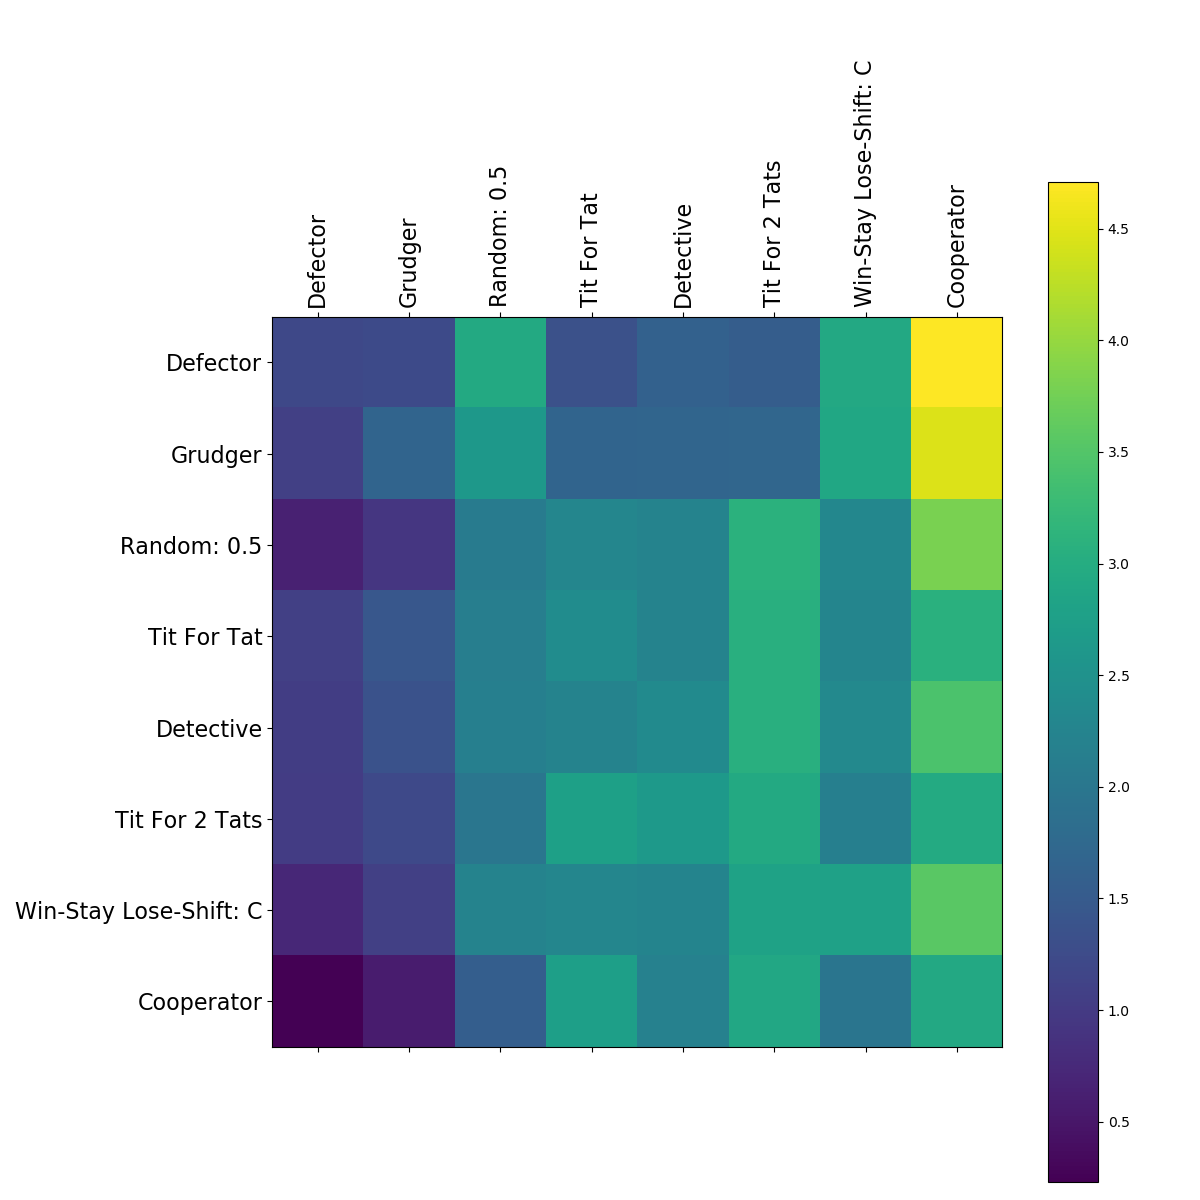 Defector
Grudger
Random: 0.5
Tit For Tat
Detective
Tit For 2 Tats
Win-Stay Lose-Shift: C
Cooperator
Defector
Grudger
Random: 0.5
Tit For Tat
Detective
Tit For 2 Tats
Win-Stay Lose-Shift: C
Cooperator
4.5
4.0
3.5
3.0
2.5
2.0
1.5
1.0
0.5